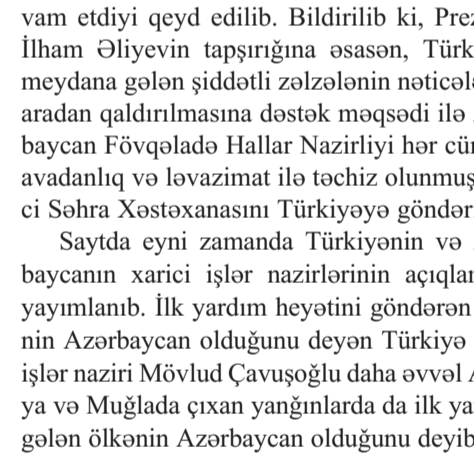 vam etdiyi qeyd edilib. Bildirilib ki, Prez
İlham Əliyevin tapşırığına əsasən, Türk
meydana gələn şiddətli zəlzələnin nəticələ
aradan qaldırılmasına dəstək məqsədi ilə
baycan Fövqəladə Hallar Nazirliyi hər cür
avadanlıq və ləvazimat ilə təchiz olunmuş
ci Səhra Xəstəxanasını Türkiyəyə göndər
Saytda eyni zamanda Türkiyənin və
baycanın xarici işlər nazirlərinin açıqlar
yayımlanıb. İlk yardım heyətini göndərən
nin Azərbaycan olduğunu deyən Türkiyə
işlər naziri Mövlud Çavuşoğlu daha əvvəl A
ya və Muğlada çıxan yanğınlarda da ilk ya
gələn ölkənin Azərbaycan olduğunu deyib